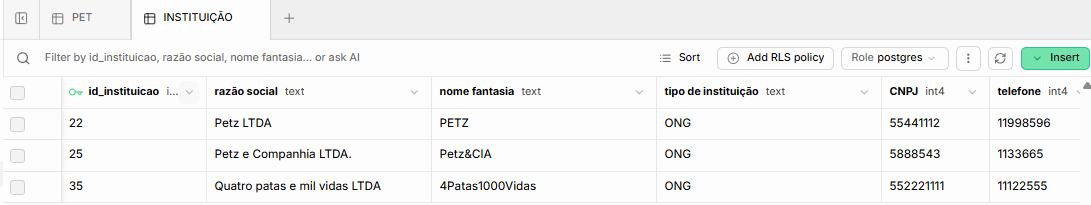 PET
INSTITUIÇÃO
Filter by id_instituicao, razão social, nome fantasia... or ask AI
Sort
Add RLS policy
Role postgres
Insert
id_instituicao i... razão social text nome fantasia text tipo de instituição text CNPJ int4 telefone int4
22 Petz LTDA PETZ ONG 55441112 11998596
25 Petz e Companhia LTDA. Petz&CIA ONG 5888543 1133665
35 Quatro patas e mil vidas LTDA 4Patas1000Vidas ONG 552221111 11122555